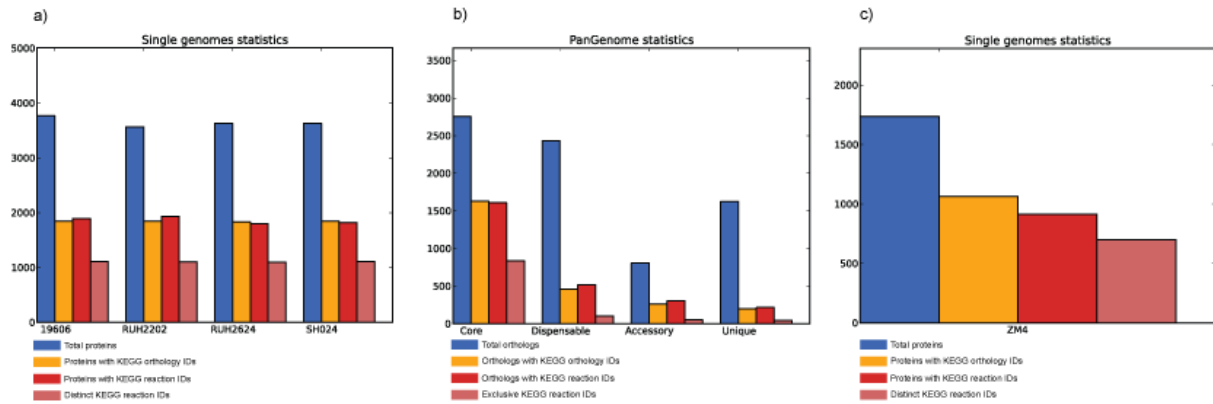 a)
Single genomes statistics
5000
4000
3000
2000
1000
0
19606 RUH2202 RUH2624 SH024
Total proteins
Proteins with KEGG orthology IDs
Proteins with KEGG reaction IDs
Distinct KEGG reaction IDs
b)
PanGenome statistics
3500
3000
2500
2000
1500
1000
500
0
Core Dispensable Accessory Unique
Total orthologs
Orthologs with KEGG orthology IDs
Orthologs with KEGG reaction IDs
Exclusive KEGG reaction IDs
c)
Single genomes statistics
2000
1500
1000
500
0
ZM4
Total proteins
Proteins with KEGG orthology IDs
Proteins with KEGG reaction IDs
Distinct KEGG reaction IDs